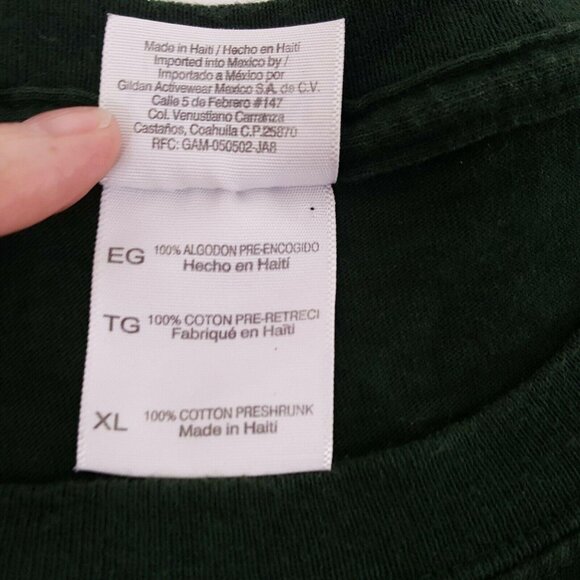 Made in Haiti / Hecho en Haití
Imported into Mexico by /
Importado a México por
Gildan Activewear Mexico S.A. de C.V.
Calle 5 de Febrero #147
Col. Venustiano Carranza
Castaños, Coahuila C.P.25870
RFC: GAM-050502-JA8
EG 100% ALGODON PRE-ENCOGIDO
Hecho en Haití
TG 100% COTON PRE-RETRECI
Fabriqué en Haïti
XL 100% COTTON PRESHRUNK
Made in Haiti